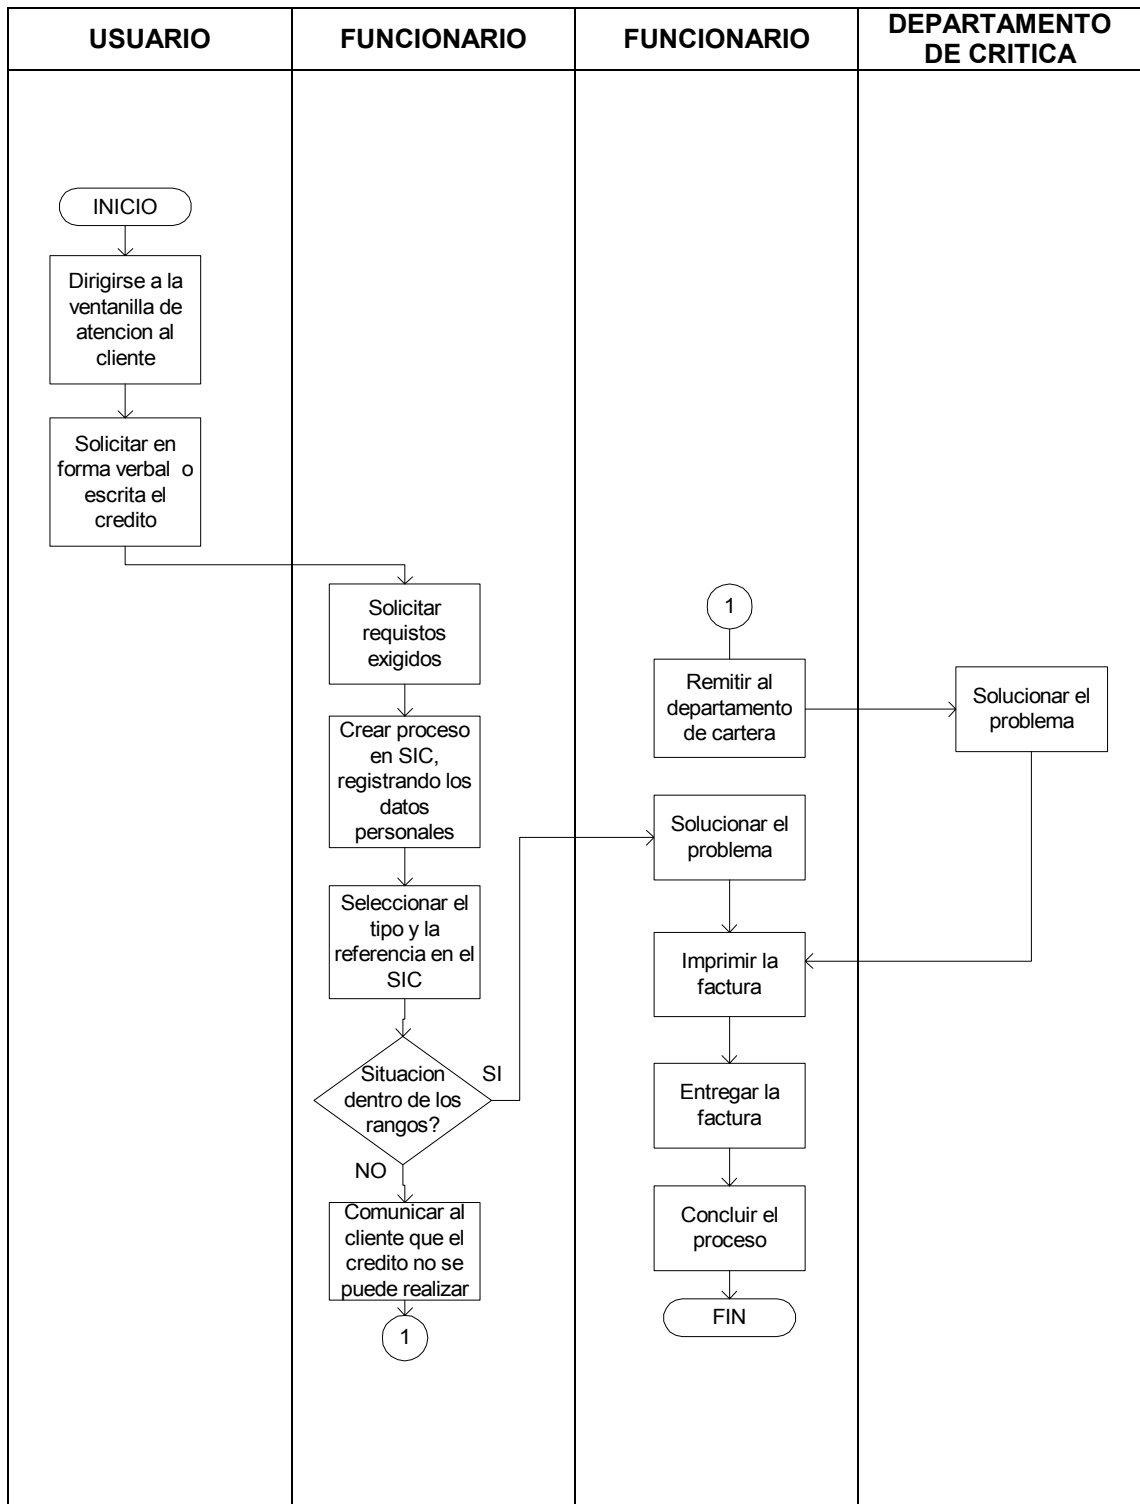 USUARIO
FUNCIONARIO
FUNCIONARIO
DEPARTAMENTO
DE CRITICA
INICIO
Dirigirse a la
ventanilla de
atencion al
cliente
Solicitar en
forma verbal o
escrita el
credito
Solicitar
requistos
exigidos
Crear proceso
en SIC,
registrando los
datos
personales
Seleccionar el
tipo y la
referencia en el
SIC
Situacion
dentro de los
rangos?
SI
NO
Comunicar al
cliente que el
credito no se
puede realizar
1
1
Remitir al
departamento
de cartera
Solucionar el
problema
Imprimir la
factura
Entregar la
factura
Concluir el
proceso
FIN
Solucionar el
problema